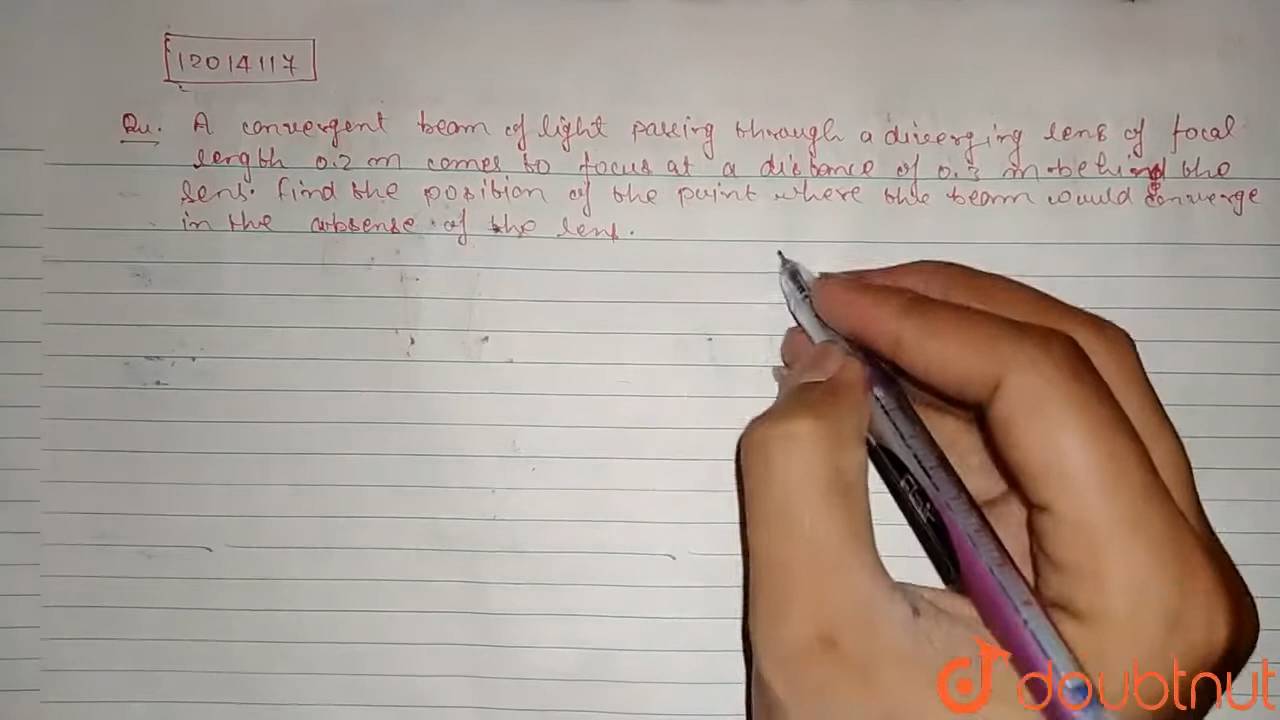 12014117
Qu. A convergent beam of light passing through a diverging lens of focal
length 0.2 m comes to focus at a distance of 0.3 m behind the
lens. Find the position of the point where this beam would converge
in the absense of the lens.
doubtnut